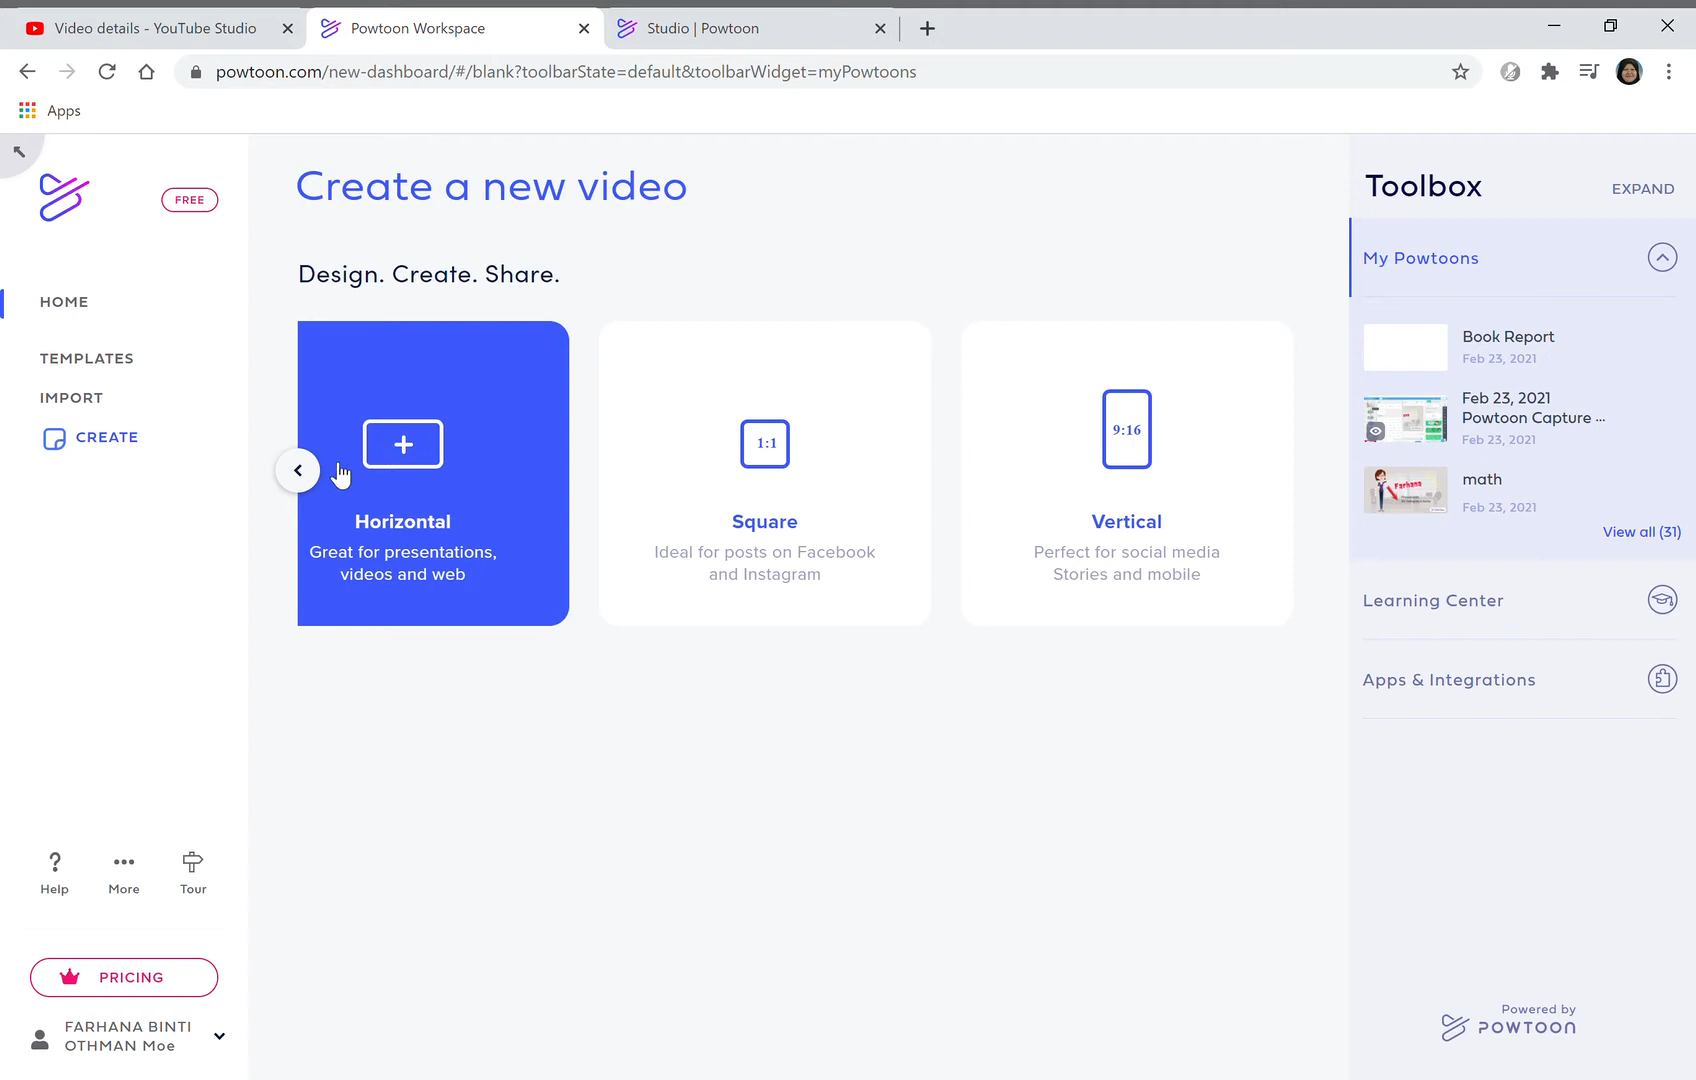 Video details - YouTube Studio
Powtoon Workspace
Studio | Powtoon
powtoon.com/new-dashboard/#/blank?toolbarState=default&toolbarWidget=myPowtoons
Apps
FREE
HOME
TEMPLATES
IMPORT
CREATE
Help
More
Tour
PRICING
FARHANA BINTI
OTHMAN Moe
Create a new video
Design. Create. Share.
Horizontal
Great for presentations,
videos and web
1:1
Square
Ideal for posts on Facebook
and Instagram
9:16
Vertical
Perfect for social media
Stories and mobile
Toolbox
EXPAND
My Powtoons
Book Report
Feb 23, 2021
Feb 23, 2021
Powtoon Capture ...
Feb 23, 2021
Farhana
math
Feb 23, 2021
View all (31)
Learning Center
Apps & Integrations
Powered by
POWTOON